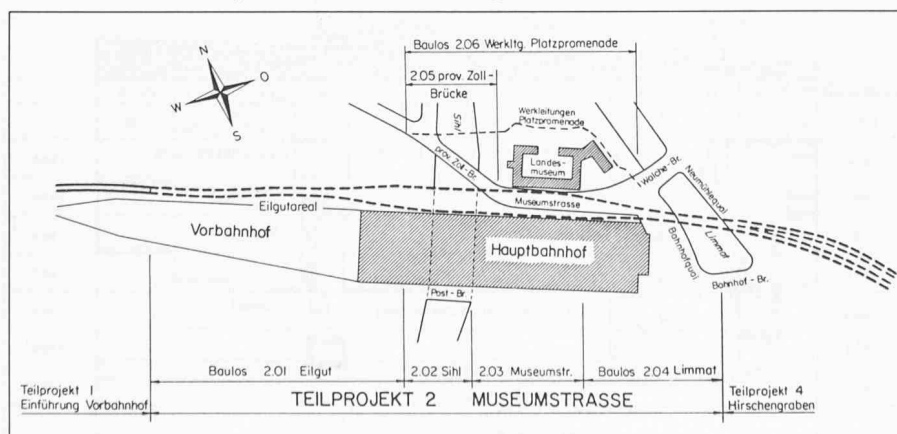 Baulos 2.06 Werkltg. Platzpromenade
2.05 prov. Zoll-
Brücke
N
O
W
S
Sihl
Werkleitungen
Platzpromenade
prov. Zoll-Br.
Landes-
museum
Walche-Br.
Neumühlequai
Museumstrasse
Eilgutareal
Vorbahnhof
Hauptbahnhof
Limmat
Bahnhofquai
Bahnhof-Br.
Post-Br.
Baulos 2.01 Eilgut
2.02 Sihl
2.03 Museumstr.
Baulos 2.04 Limmat
Teilprojekt 1
Einführung Vorbahnhof
TEILPROJEKT 2 MUSEUMSTRASSE
Teilprojekt 4
Hirschengraben